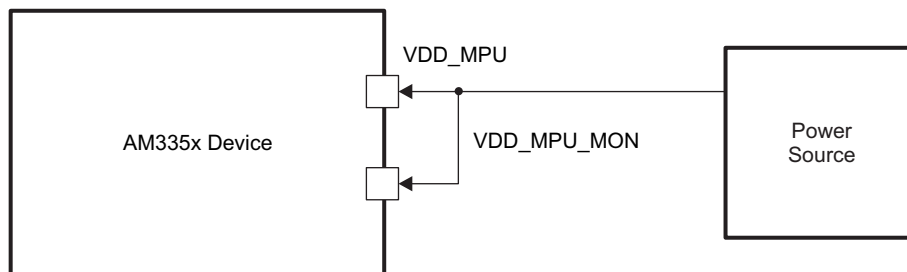 VDD_MPU
AM335x Device
VDD_MPU_MON
Power
Source